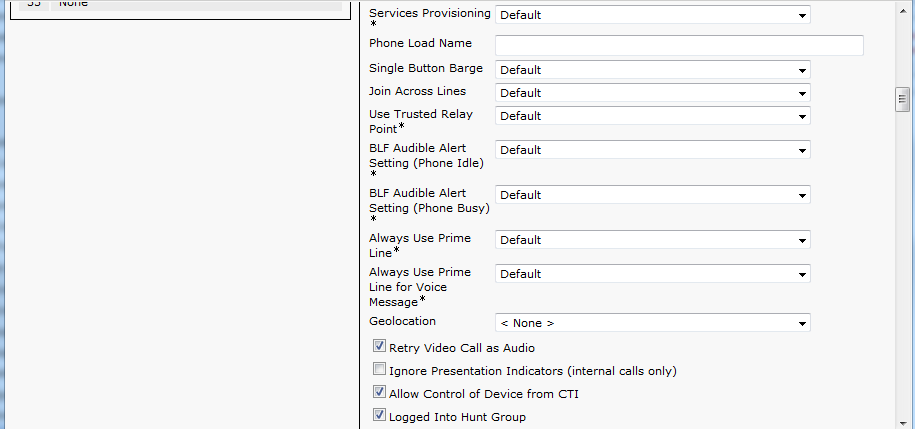 35 None
Services Provisioning
* Default
Phone Load Name
Single Button Barge Default
Join Across Lines Default
Use Trusted Relay Default
Point*
BLF Audible Alert Default
Setting (Phone Idle)
*
BLF Audible Alert Default
Setting (Phone Busy)
*
Always Use Prime Default
Line*
Always Use Prime Default
Line for Voice
Message*
Geolocation < None >
Retry Video Call as Audio
Ignore Presentation Indicators (internal calls only)
Allow Control of Device from CTI
Logged Into Hunt Group